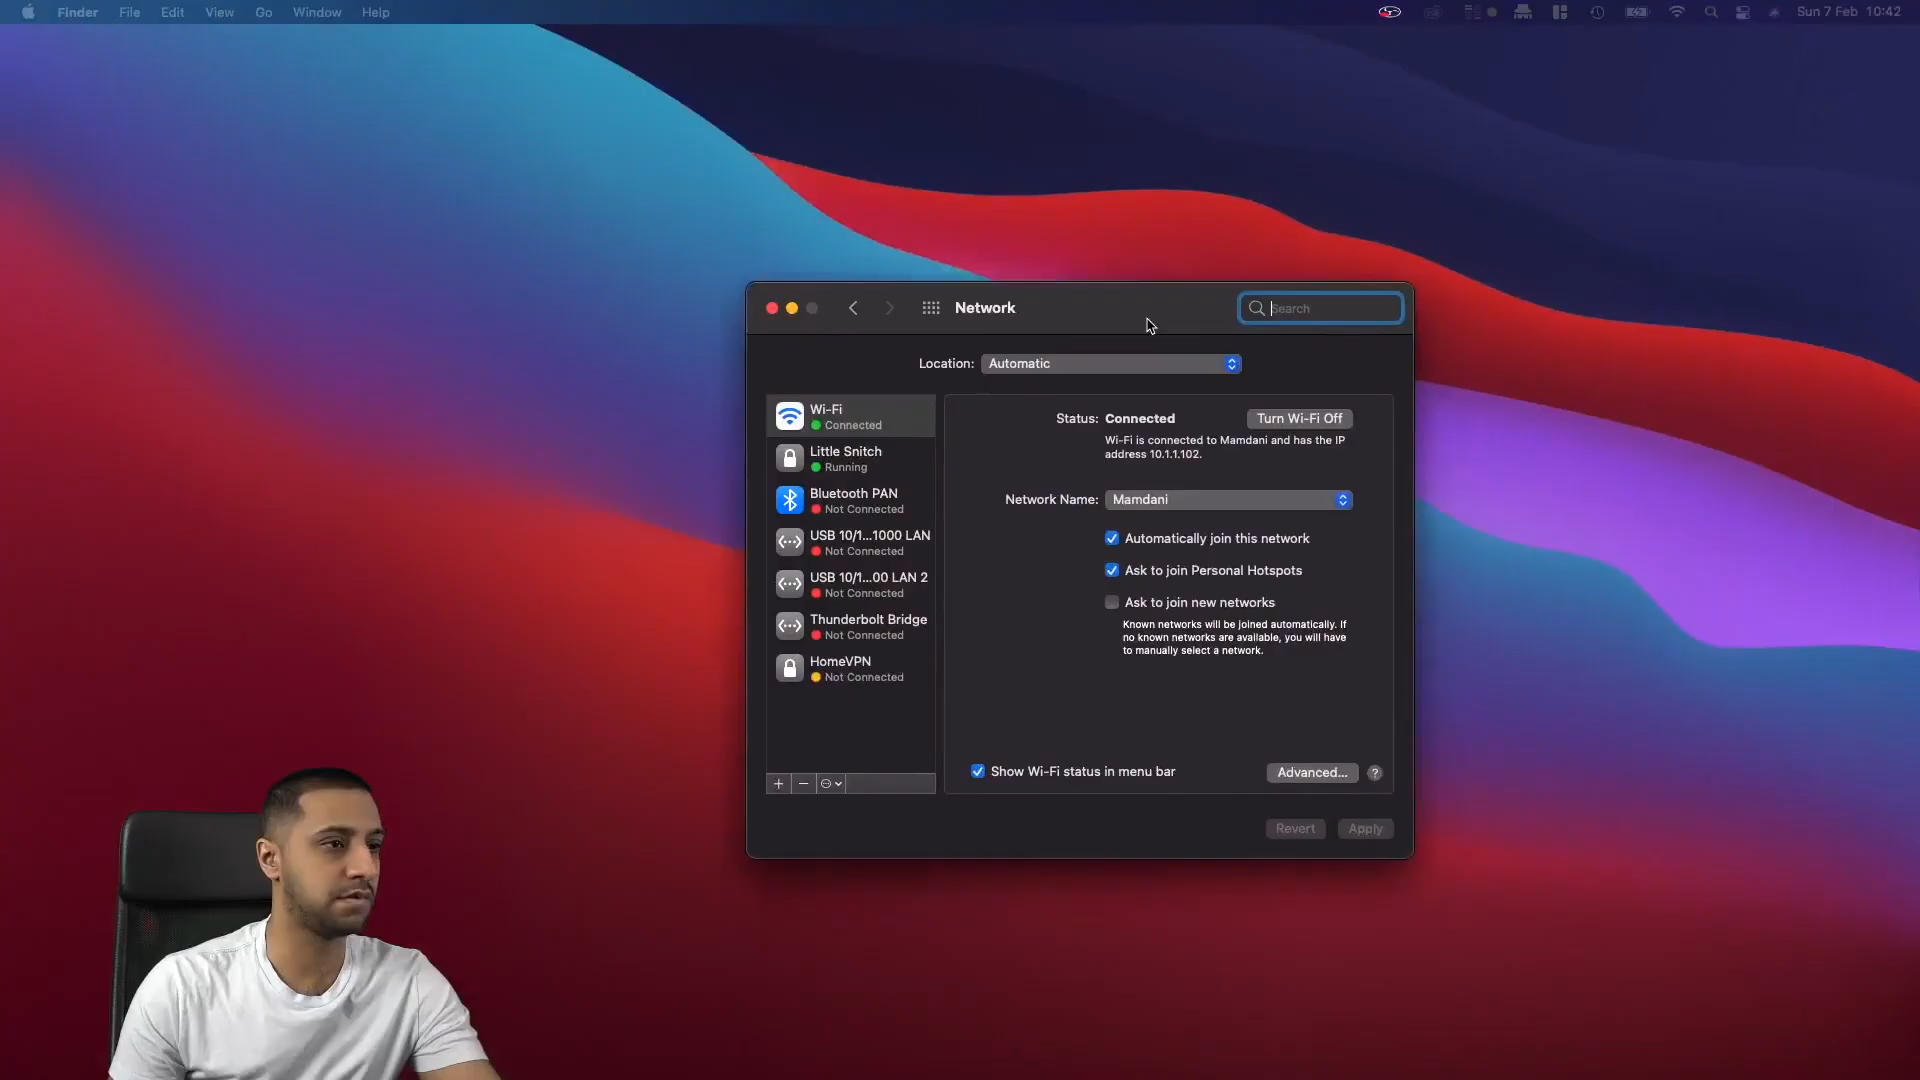 Finder File Edit View Go Window Help
Sun 7 Feb 10:42
Network
Search
Location: Automatic
Wi-Fi
Connected
Little Snitch
Running
Bluetooth PAN
Not Connected
USB 10/1...1000 LAN
Not Connected
USB 10/1...00 LAN 2
Not Connected
Thunderbolt Bridge
Not Connected
HomeVPN
Not Connected
Status: Connected
Turn Wi-Fi Off
Wi-Fi is connected to Mamdani and has the IP
address 10.1.1.102.
Network Name: Mamdani
Automatically join this network
Ask to join Personal Hotspots
Ask to join new networks
Known networks will be joined automatically. If
no known networks are available, you will have
to manually select a network.
Show Wi-Fi status in menu bar
Advanced...
?
Revert
Apply